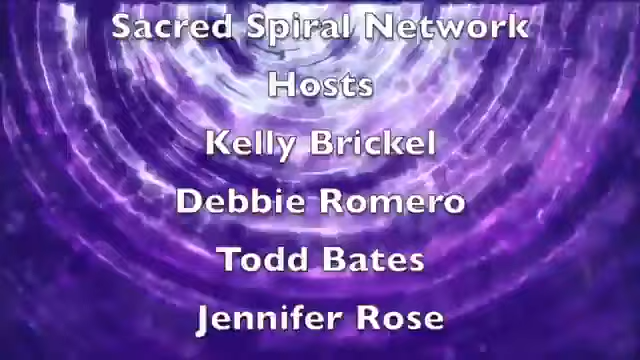 Sacred Spiral Network
Hosts
Kelly Brickel
Debbie Romero
Todd Bates
Jennifer Rose